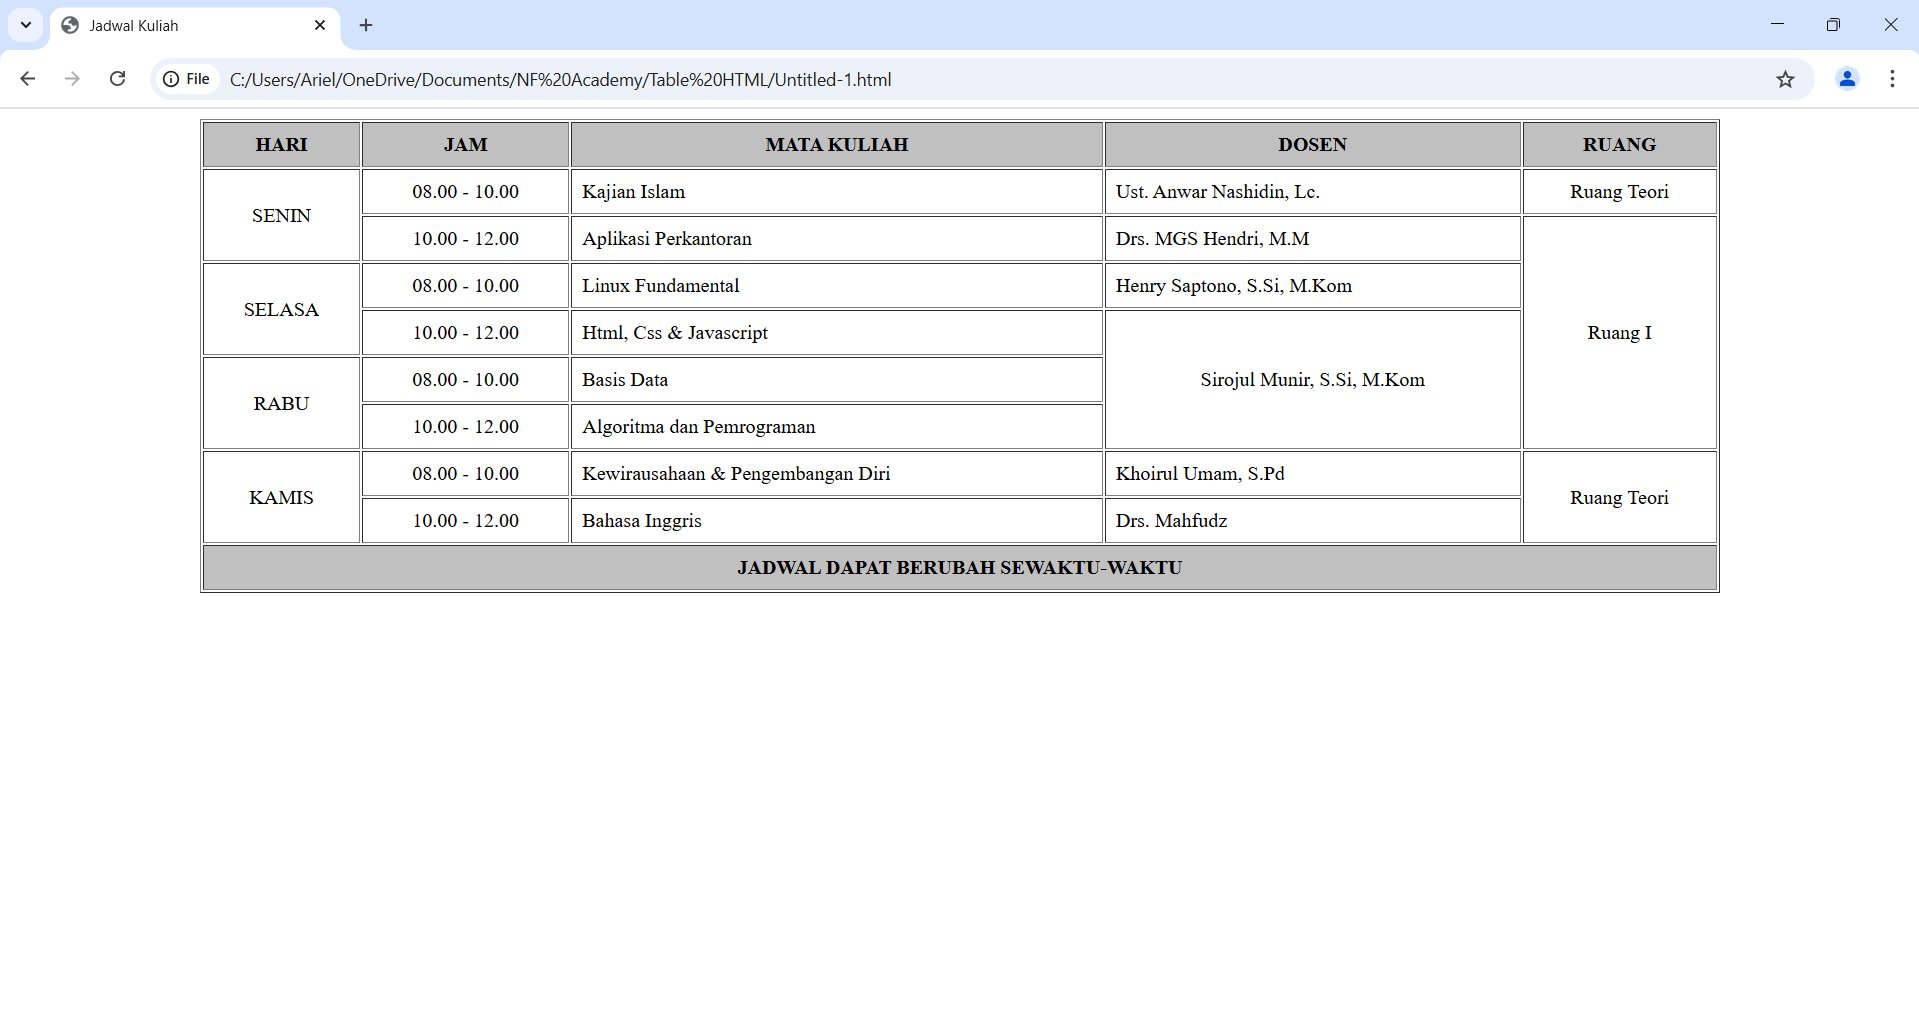 Jadwal Kuliah
File C:/Users/Ariel/OneDrive/Documents/NF%20Academy/Table%20HTML/Untitled-1.html
HARI JAM MATA KULIAH DOSEN RUANG
SENIN 08.00 - 10.00 Kajian Islam Ust. Anwar Nashidin, Lc. Ruang Teori
10.00 - 12.00 Aplikasi Perkantoran Drs. MGS Hendri, M.M Ruang I
SELASA 08.00 - 10.00 Linux Fundamental Henry Saptono, S.Si, M.Kom
10.00 - 12.00 Html, Css & Javascript Sirojul Munir, S.Si, M.Kom
RABU 08.00 - 10.00 Basis Data
10.00 - 12.00 Algoritma dan Pemrograman
KAMIS 08.00 - 10.00 Kewirausahaan & Pengembangan Diri Khoirul Umam, S.Pd Ruang Teori
10.00 - 12.00 Bahasa Inggris Drs. Mahfudz
JADWAL DAPAT BERUBAH SEWAKTU-WAKTU